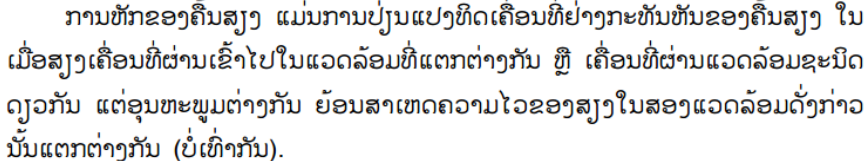 ການຫັກຂອງຄື້ນສຽງ ແມ່ນການປ່ຽນແປງທິດເຄື່ອນທີ່ຢ່າງກະທັນຫັນຂອງຄື້ນສຽງ ໃນ
ເມື່ອສຽງເຄື່ອນທີ່ຜ່ານເຂົ້າໄປໃນແວດລ້ອມທີ່ແຕກຕ່າງກັນ ຫຼື ເຄື່ອນທີ່ຜ່ານແວດລ້ອມຊະນິດ
ດຽວກັນ ແຕ່ອຸນຫະພູມຕ່າງກັນ ຍ້ອນສາເຫດຄວາມໄວຂອງສຽງໃນສອງແວດລ້ອມດັ່ງກ່າວ
ນັ້ນແຕກຕ່າງກັນ (ບໍ່ເທົ່າກັນ).